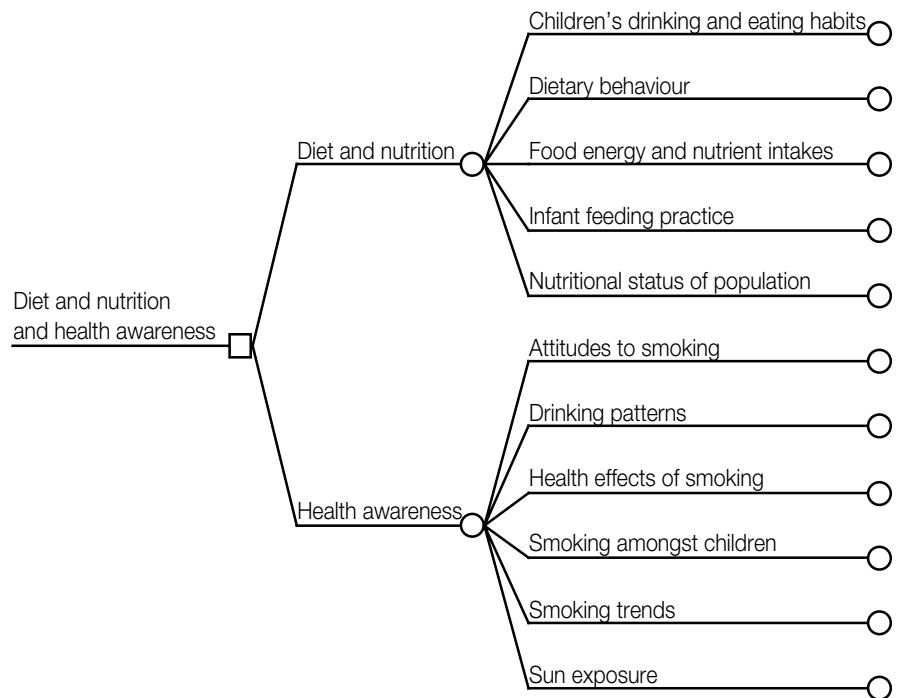 Children’s drinking and eating habits
Dietary behaviour
Diet and nutrition
Food energy and nutrient intakes
Infant feeding practice
Nutritional status of population
Diet and nutrition
and health awareness
Attitudes to smoking
Drinking patterns
Health effects of smoking
Health awareness
Smoking amongst children
Smoking trends
Sun exposure